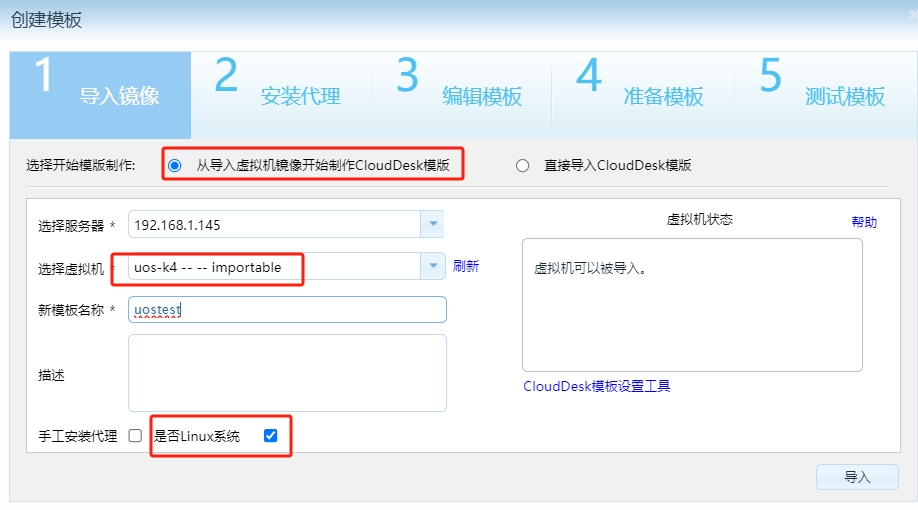 创建模板
1 导入镜像
2 安装代理
3 编辑模板
4 准备模板
5 测试模板
选择开始模版制作: 从导入虚拟机镜像开始制作CloudDesk模版 直接导入CloudDesk模版
选择服务器 * 192.168.1.145
虚拟机状态 帮助
选择虚拟机 * uos-k4 -- -- importable 刷新
虚拟机可以被导入。
新模板名称 * uostest
描述
CloudDesk模板设置工具
手工安装代理 是否Linux系统
导入